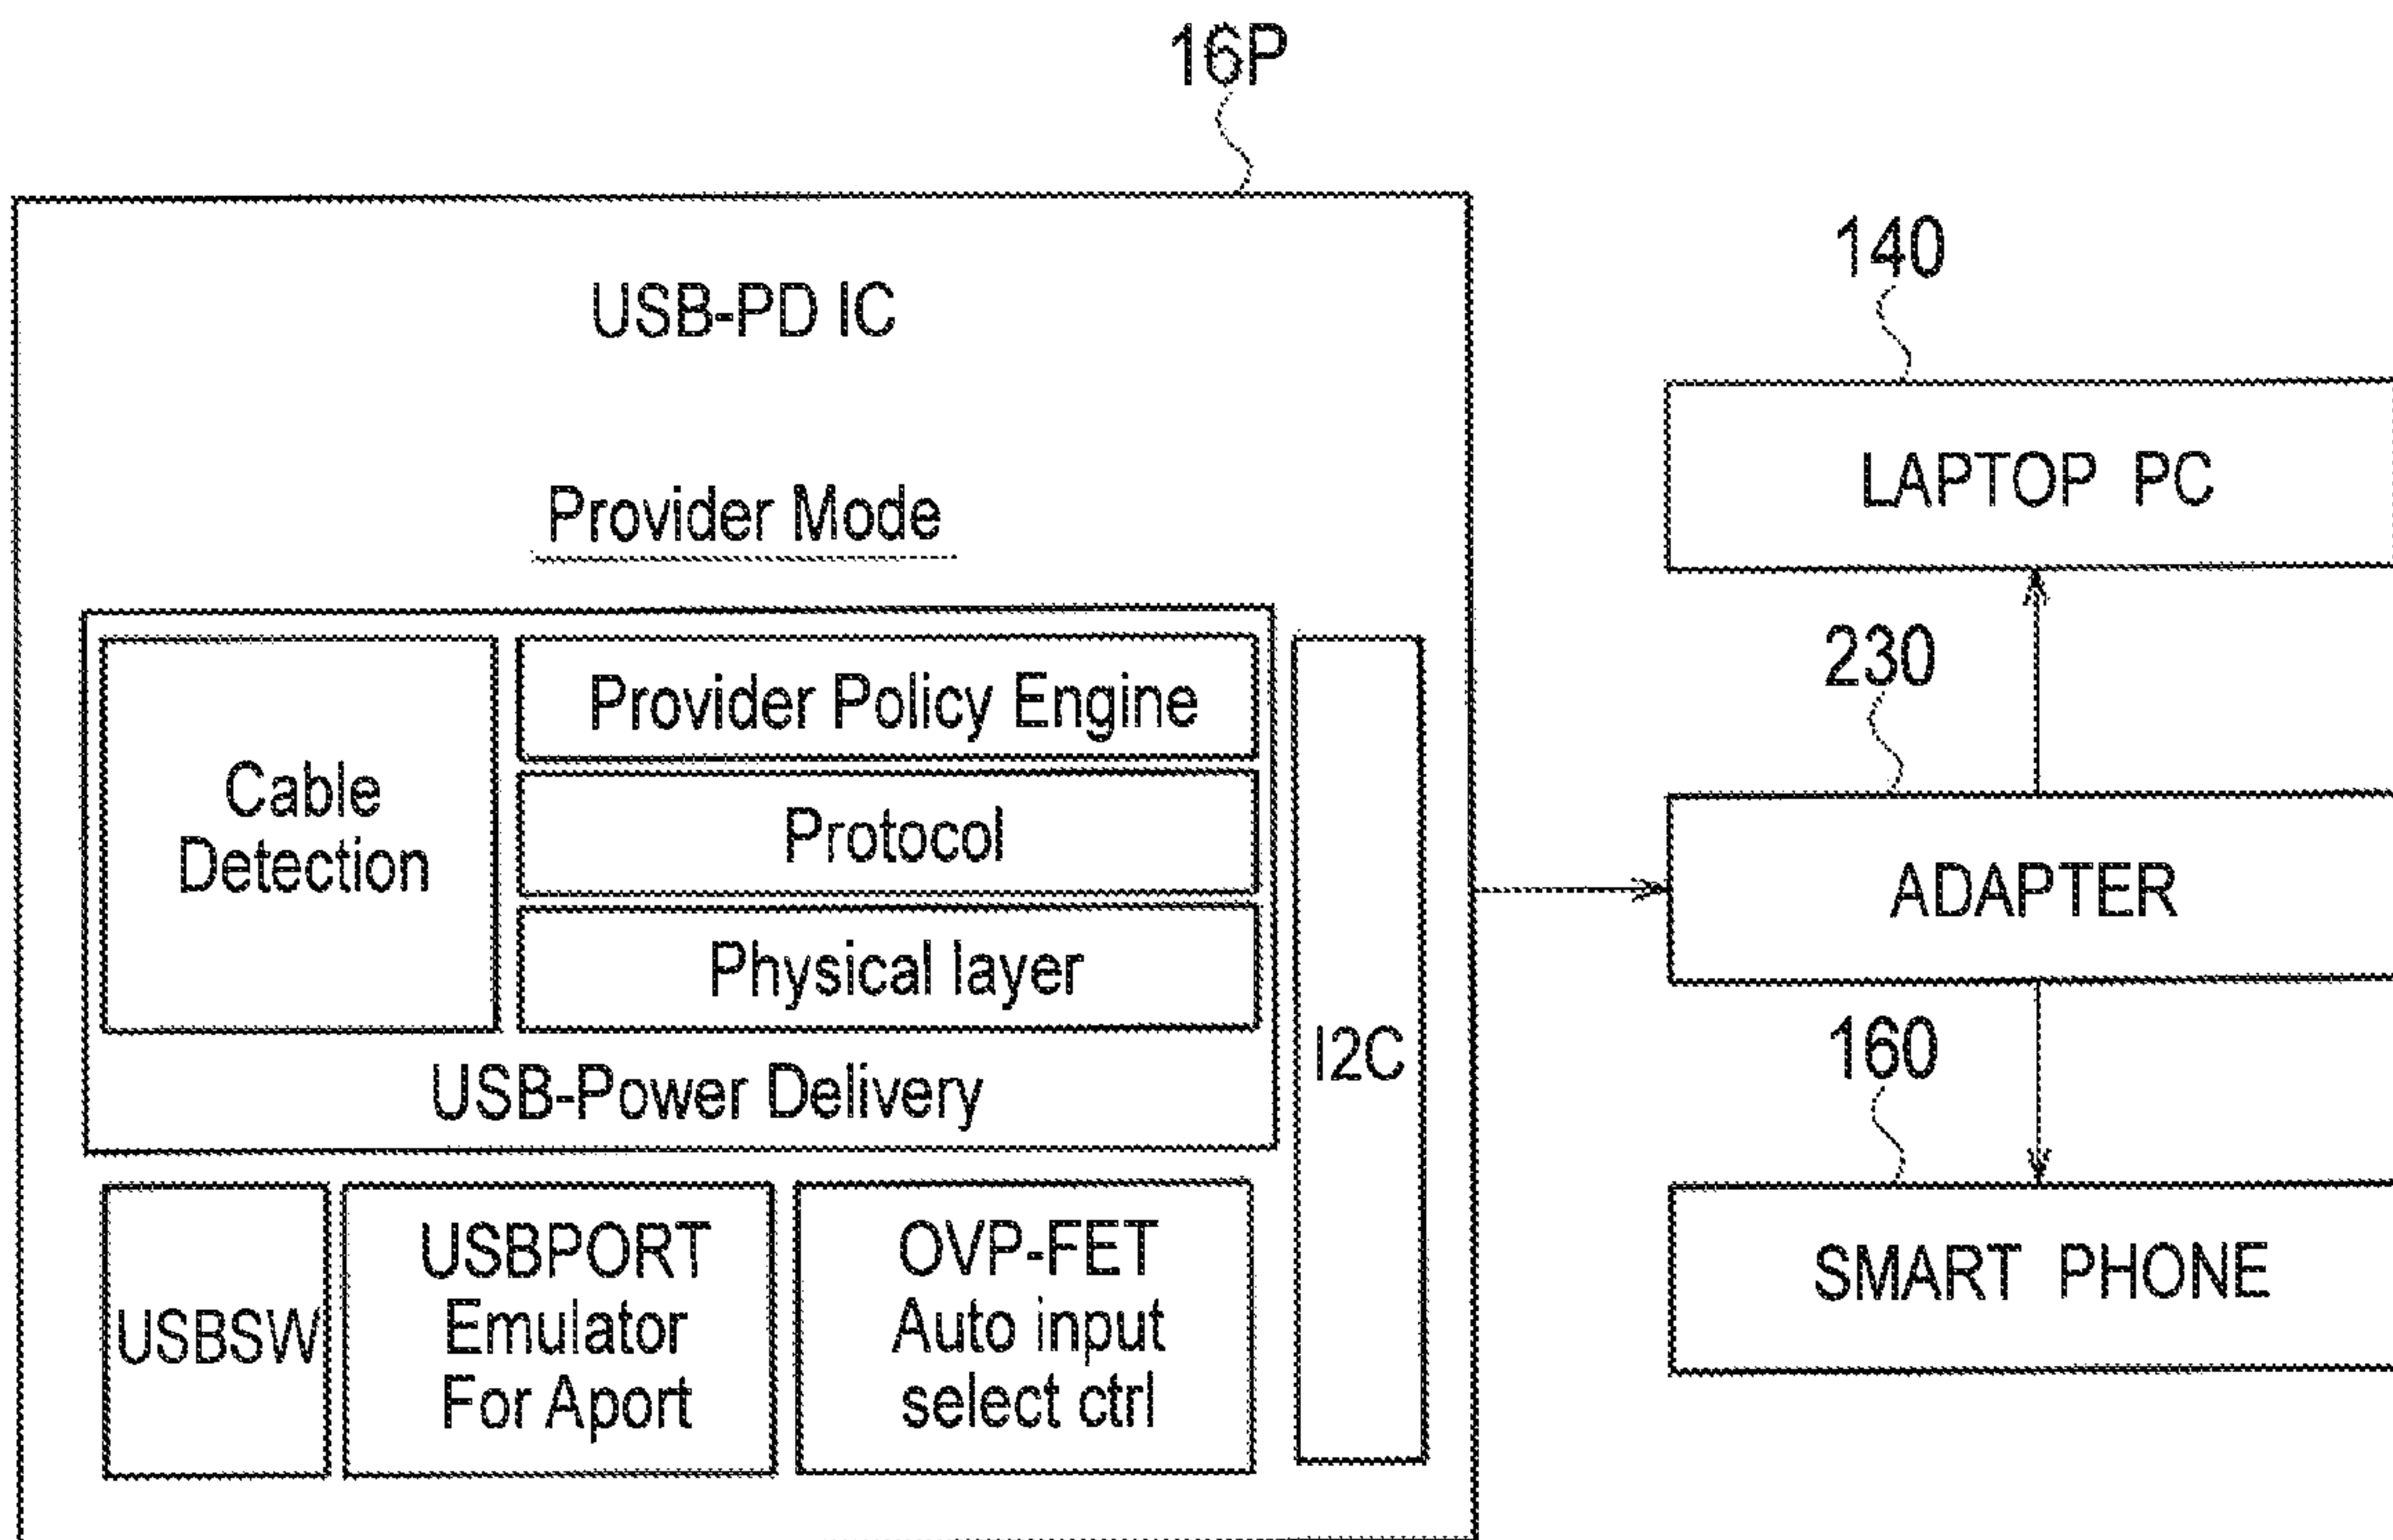 16P
USB-PD IC
Provider Mode
Cable
Detection
Provider Policy Engine
Protocol
Physical layer
USB-Power Delivery
I2C
USBSW
USBPORT
Emulator
For Aport
OVP-FET
Auto input
select ctrl
140
LAPTOP PC
230
ADAPTER
160
SMART PHONE